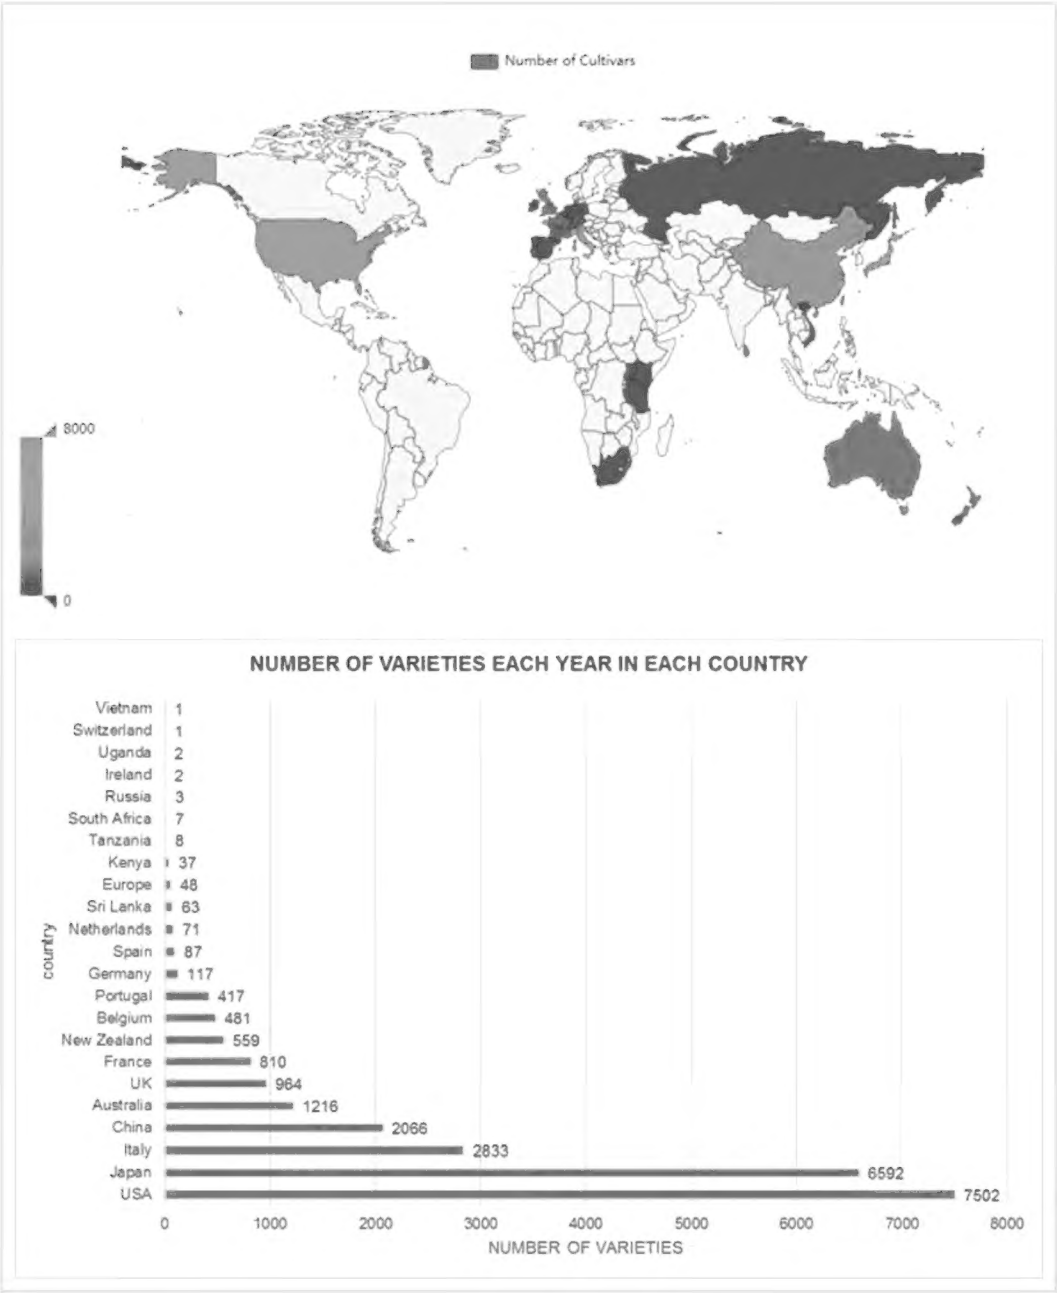 Number of Cultivars
8000
0
NUMBER OF VARIETIES EACH YEAR IN EACH COUNTRY
Vietnam 1
Switzerland 1
Uganda 2
Ireland 2
Russia 3
South Africa 7
Tanzania 8
Kenya 37
Europe 48
Sri Lanka 63
Netherlands 71
Spain 87
Germany 117
Portugal 417
Belgium 481
New Zealand 559
France 810
UK 964
Australia 1216
China 2066
Italy 2833
Japan 6592
USA 7502
country
0 1000 2000 3000 4000 5000 6000 7000 8000
NUMBER OF VARIETIES